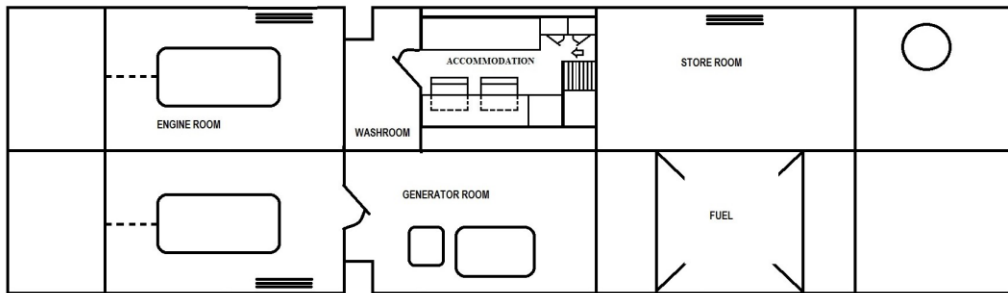 ACCOMMODATION
STORE ROOM
ENGINE ROOM
WASHROOM
GENERATOR ROOM
FUEL